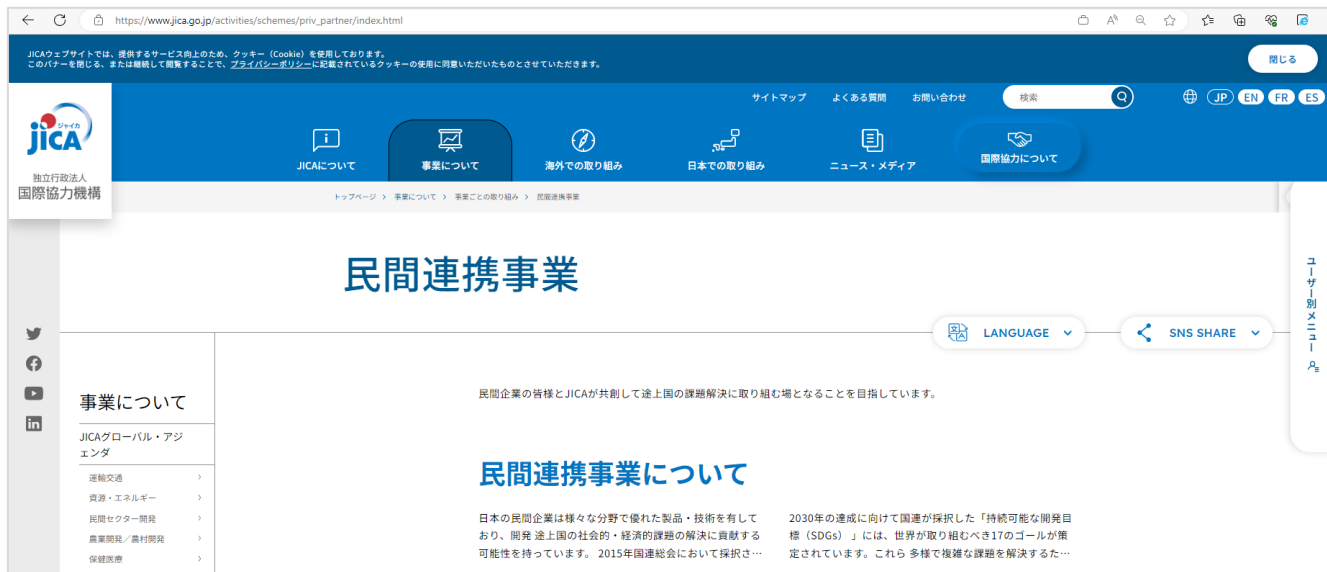 https://www.jica.go.jp/activities/schemes/priv_partner/index.html
JICAウェブサイトでは、提供するサービス向上のため、クッキー（Cookie）を使用しております。
このバナーを閉じる、または継続して閲覧することで、プライバシーポリシーに記載されているクッキーの使用に同意いただいたものとさせていただきます。
閉じる
サイトマップ よくある質問 お問い合わせ 検索 JP EN FR ES
ジャイカ
jICA
独立行政法人
国際協力機構
JICAについて 事業について 海外での取り組み 日本での取り組み ニュース・メディア 国際協力について
トップページ > 事業について > 事業ごとの取り組み > 民間連携事業
民間連携事業
ユーザー別メニュー
LANGUAGE SNS SHARE
事業について
JICAグローバル・アジ
ェンダ
運輸交通
資源・エネルギー
民間セクター開発
農業開発／農村開発
保健医療
民間企業の皆様とJICAが共創して途上国の課題解決に取り組む場となることを目指しています。
民間連携事業について
日本の民間企業は様々な分野で優れた製品・技術を有して
おり、開発 途上国の社会的・経済的課題の解決に貢献する
可能性を持っています。 2015年国連総会において採択さ…
2030年の達成に向けて国連が採択した「持続可能な開発目
標（SDGs） 」には、世界が取り組むべき17のゴールが策
定されています。これら 多様で複雑な課題を解決するた…